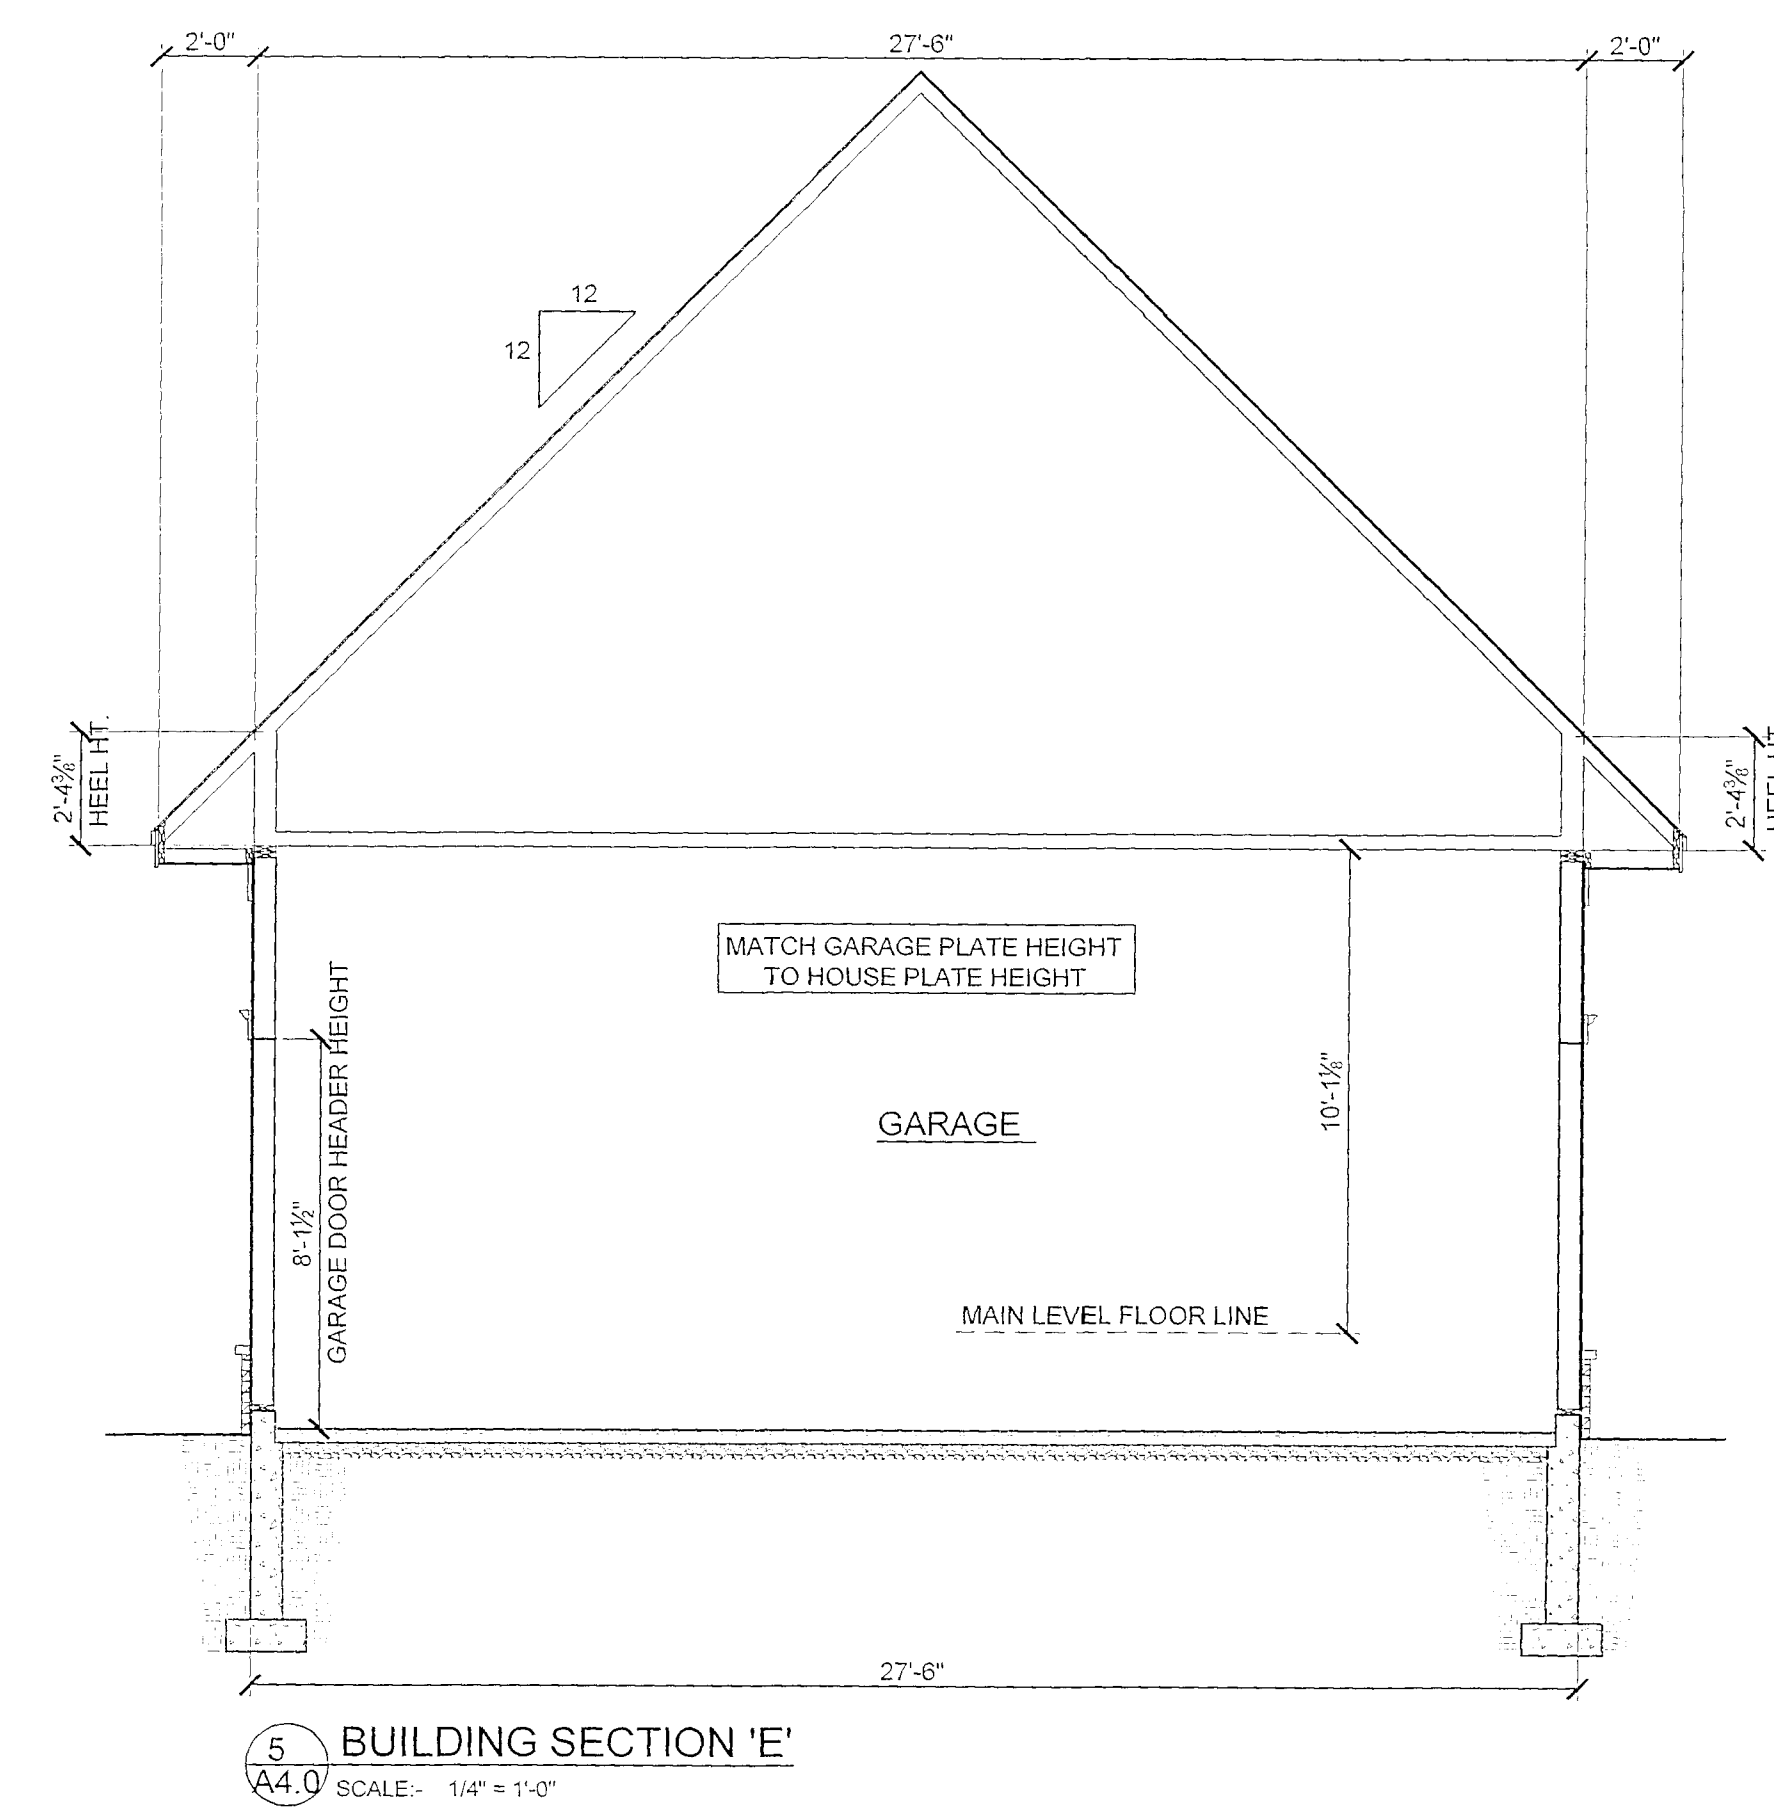 2'-0"
27'-6"
2'-0"
12
12
2'-4⅜"
HEEL HT.
2'-4⅜"
MATCH GARAGE PLATE HEIGHT
TO HOUSE PLATE HEIGHT
8'-1½"
GARAGE DOOR HEADER HEIGHT
10'-1⅛"
GARAGE
MAIN LEVEL FLOOR LINE
27'-6"
5
A4.0
BUILDING SECTION 'E'
SCALE:- 1/4" = 1'-0"